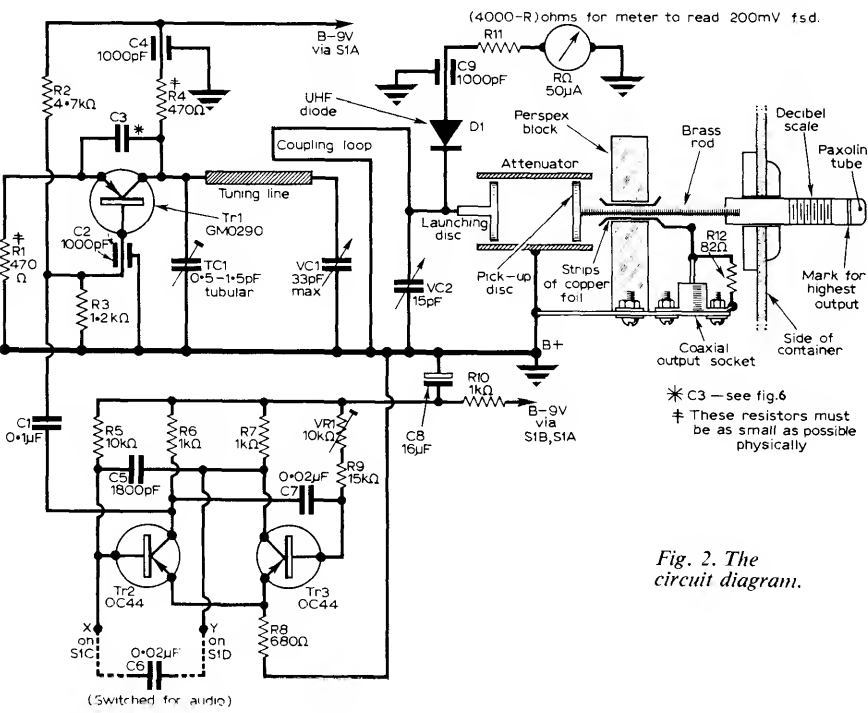 (4000-R)ohms for meter to read 200mV f.s.d.
C4
1000pF
B-9V
via S1A
R2
4·7kΩ
‡
R4
470Ω
C3 *
R11
RΩ
50µA
C9
1000pF
UHF
diode
D1
Coupling loop
Perspex
block
Brass
rod
Decibel
scale
Paxolin
tube
Attenuator
Tuning line
Tr1
GM0290
C2
1000pF
‡
R1
470
Ω
R3
1·2kΩ
TC1
0·5-1·5pF
tubular
VC1
33pF
max
VC2
15pF
Launching
disc
Pick-up
disc
Strips
of copper
foil
R12
82Ω
Mark for
highest
output
B+
Coaxial
output socket
Side of
container
* C3 — see fig.6
‡ These resistors must
be as small as possible
physically
C1
0·1µF
R5
10kΩ
R6
1kΩ
R7
1kΩ
VR1
10kΩ
R9
15kΩ
C8
16µF
R10
1kΩ
B-9V
via
S1B,S1A
C5
1800pF
0·02µF
C7
Tr2
OC44
Tr3
OC44
R8
680Ω
X
on
S1C
Y
on
S1D
0·02µF
C6
(Switched for audio)
Fig. 2. The
circuit diagram.